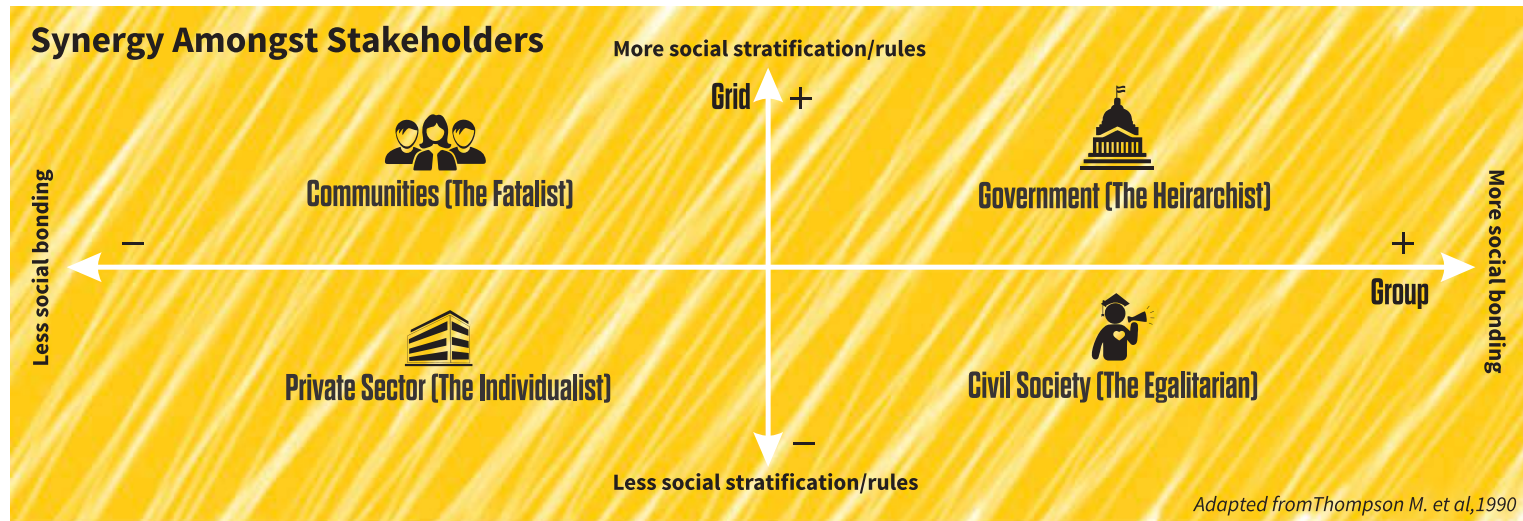 Synergy Amongst Stakeholders
More social stratification/rules
Grid
+
Communities (The Fatalist)
Government (The Heirarchist)
Less social bonding
−
+
More social bonding
Group
Private Sector (The Individualist)
Civil Society (The Egalitarian)
−
Less social stratification/rules
Adapted fromThompson M. et al,1990